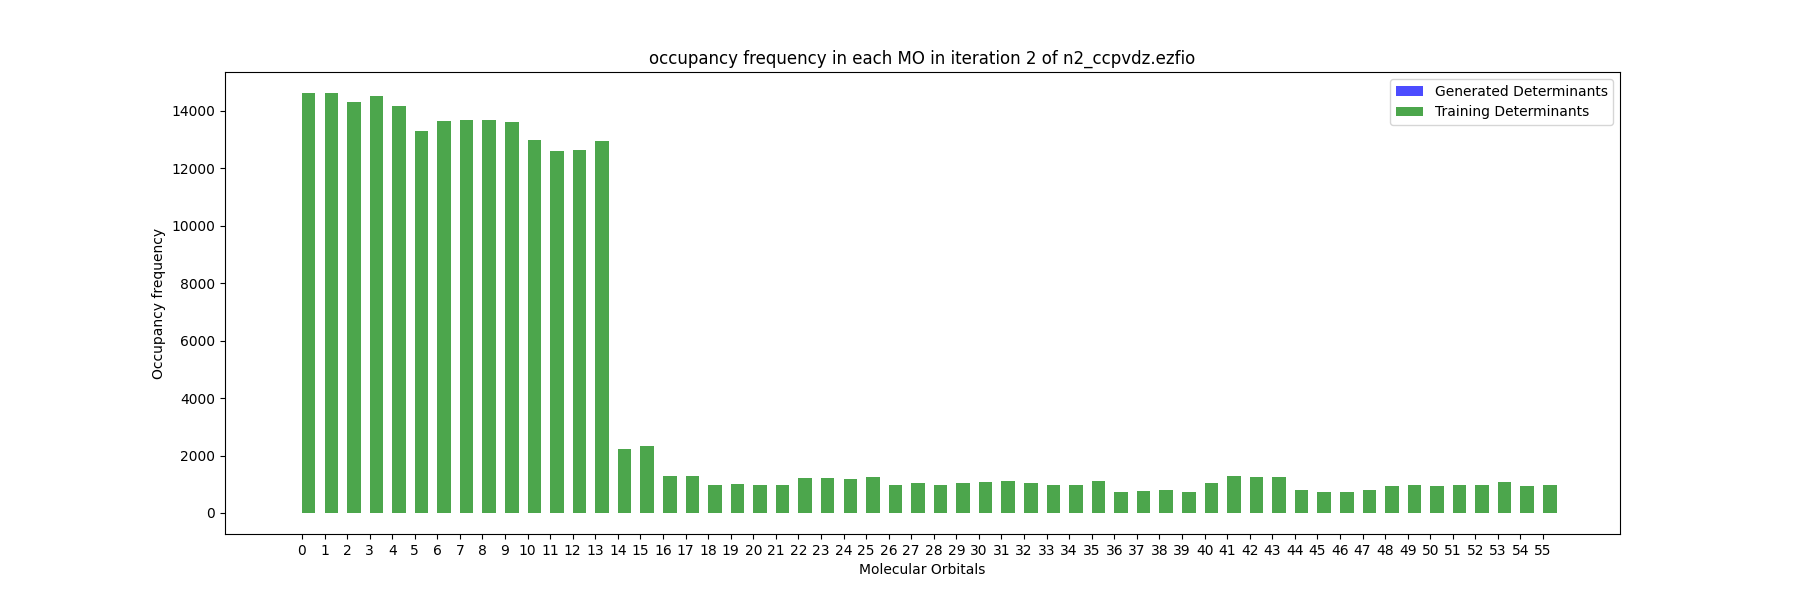 occupancy frequency in each MO in iteration 2 of n2_ccpvdz.ezfio
Generated Determinants
Training Determinants
14000
12000
10000
8000
6000
4000
2000
0
Occupancy frequency
0 1 2 3 4 5 6 7 8 9 10 11 12 13 14 15 16 17 18 19 20 21 22 23 24 25 26 27 28 29 30 31 32 33 34 35 36 37 38 39 40 41 42 43 44 45 46 47 48 49 50 51 52 53 54 55
Molecular Orbitals